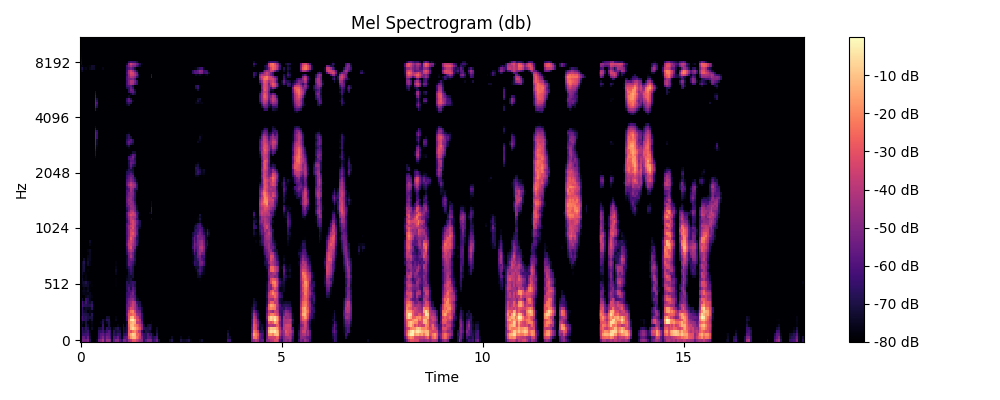 Mel Spectrogram (db)
8192
4096
2048
1024
512
0
Hz
0 5 10 15
Time
-10 dB
-20 dB
-30 dB
-40 dB
-50 dB
-60 dB
-70 dB
-80 dB